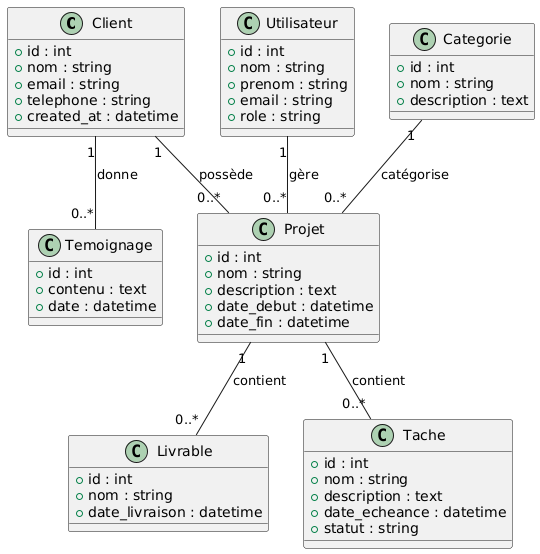 C Client
+ id : int
+ nom : string
+ email : string
+ telephone : string
+ created_at : datetime
C Utilisateur
+ id : int
+ nom : string
+ prenom : string
+ email : string
+ role : string
C Categorie
+ id : int
+ nom : string
+ description : text
1
1
1
1
donne
possède
gère
catégorise
0..*
0..*
0..*
0..*
C Temoignage
+ id : int
+ contenu : text
+ date : datetime
C Projet
+ id : int
+ nom : string
+ description : text
+ date_debut : datetime
+ date_fin : datetime
1
1
contient
contient
0..*
0..*
C Livrable
+ id : int
+ nom : string
+ date_livraison : datetime
C Tache
+ id : int
+ nom : string
+ description : text
+ date_echeance : datetime
+ statut : string